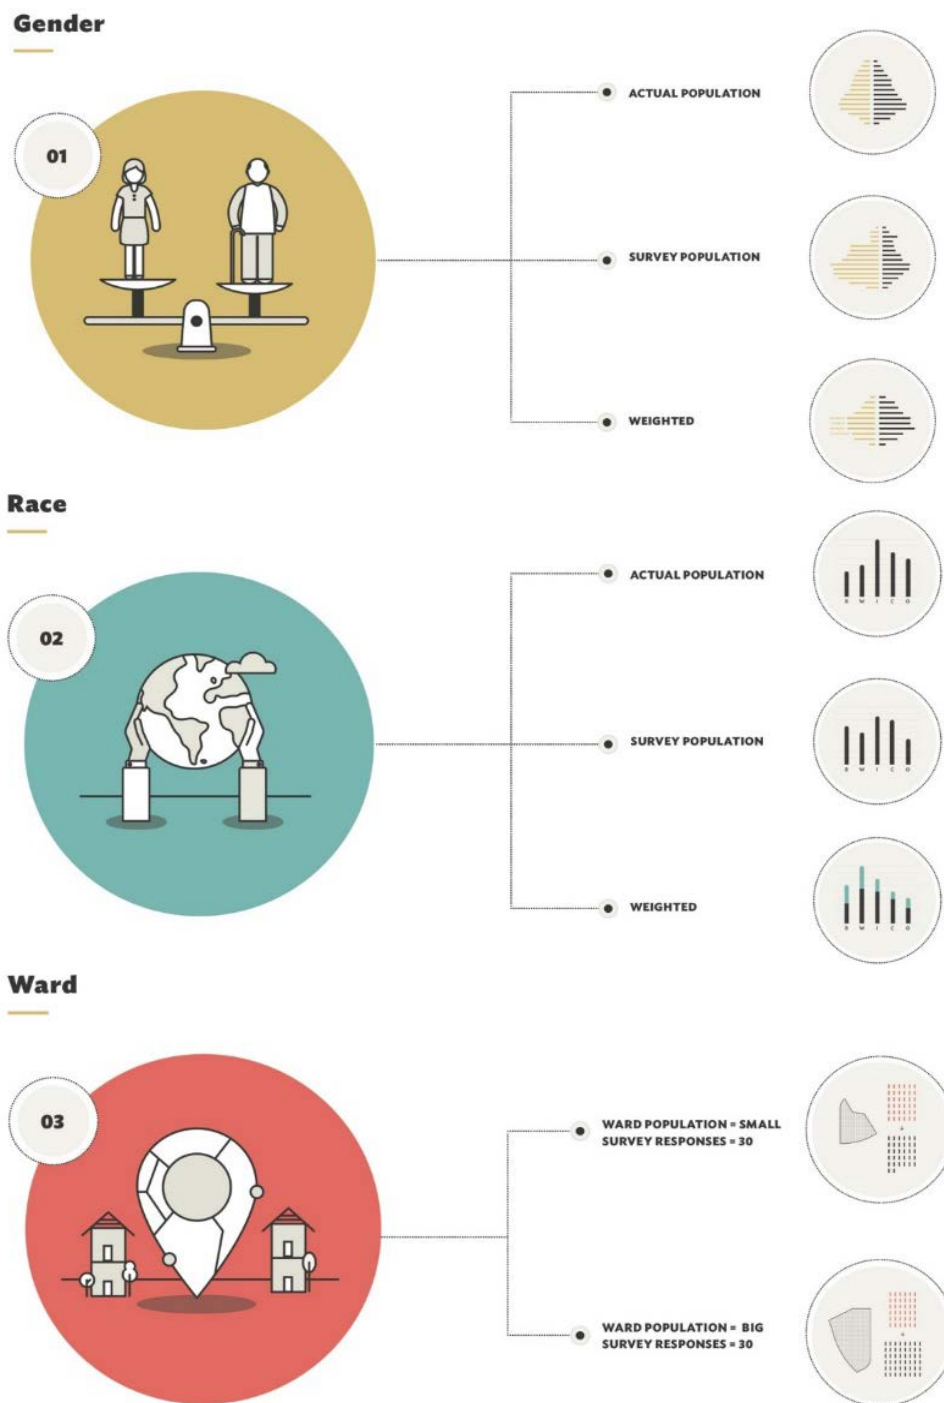 Gender
01
ACTUAL POPULATION
SURVEY POPULATION
WEIGHTED
Race
02
ACTUAL POPULATION
B W I C O
SURVEY POPULATION
B W I C O
WEIGHTED
B W I C O
Ward
03
WARD POPULATION = SMALL
SURVEY RESPONSES = 30
+
WARD POPULATION = BIG
SURVEY RESPONSES = 30
+